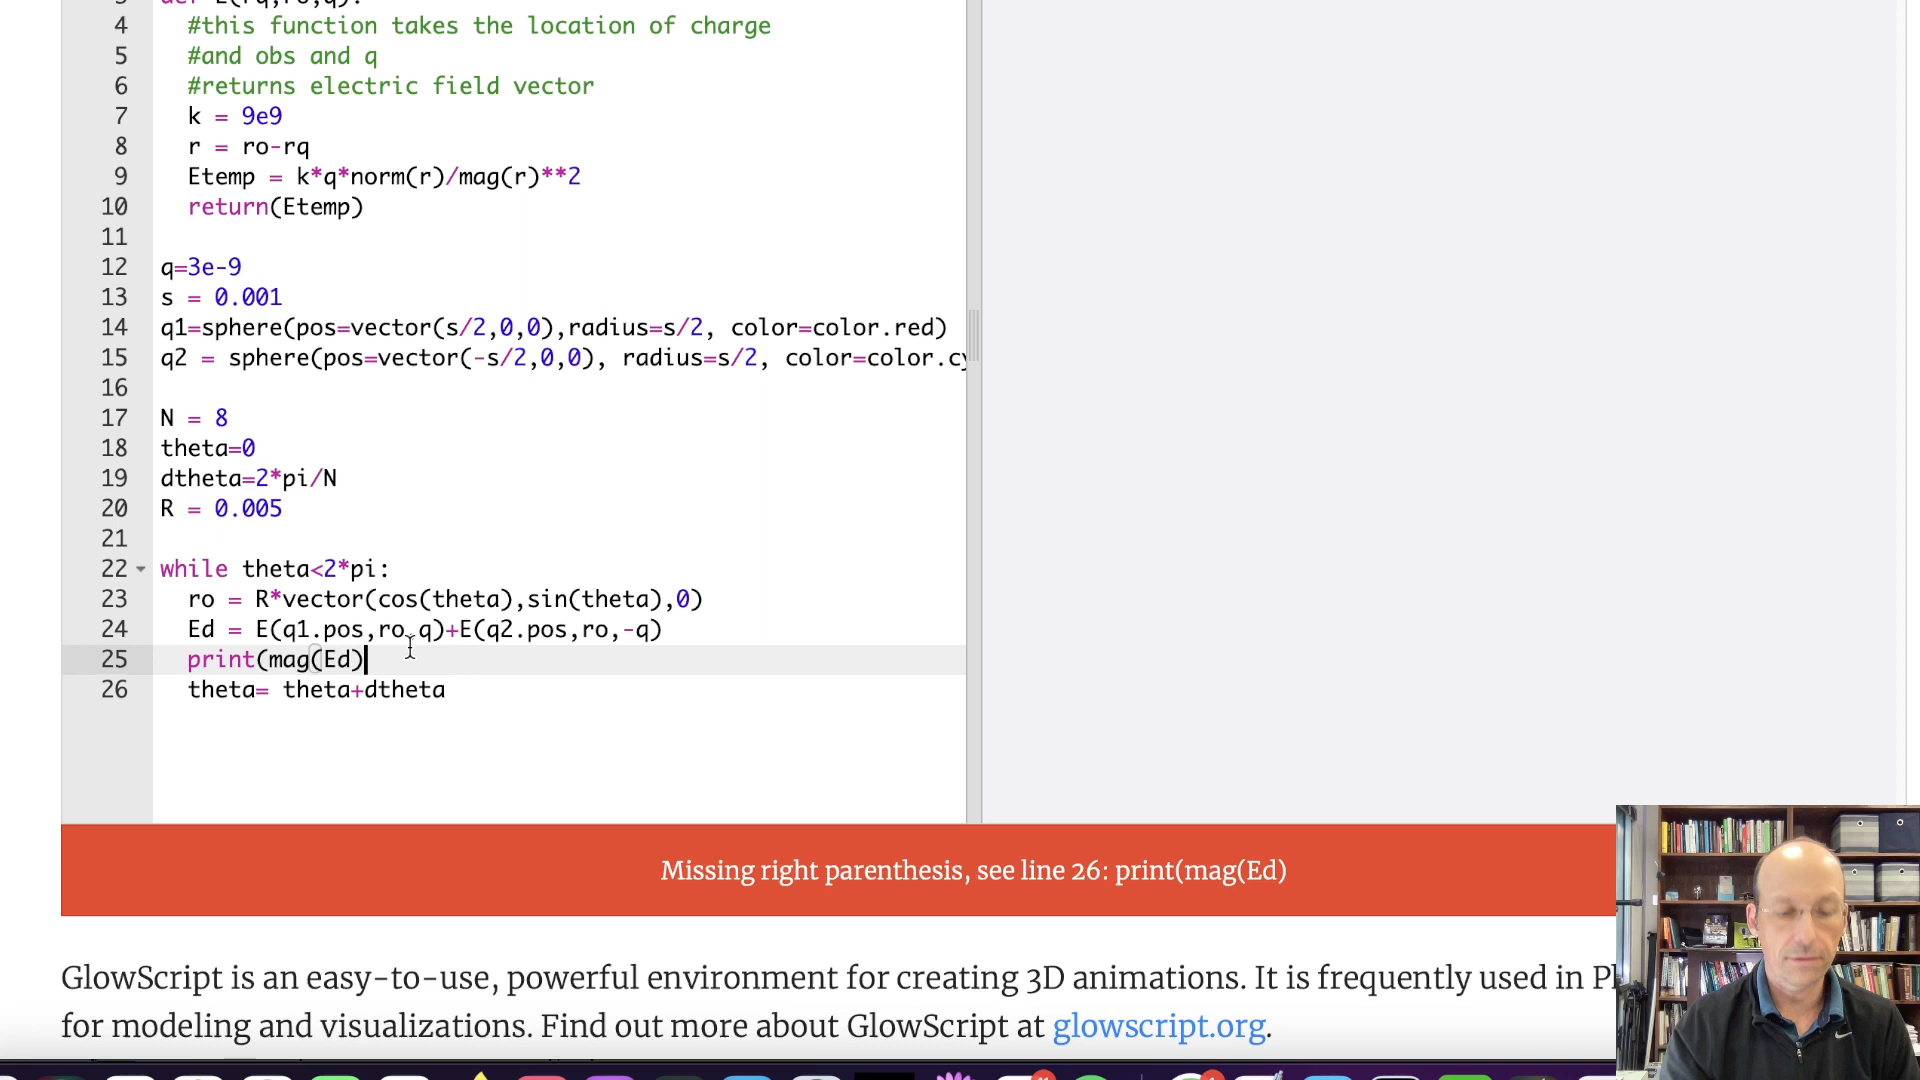 3 def E(rq,ro,q):
4 #this function takes the location of charge
5 #and obs and q
6 #returns electric field vector
7 k = 9e9
8 r = ro-rq
9 Etemp = k*q*norm(r)/mag(r)**2
10 return(Etemp)
11
12 q=3e-9
13 s = 0.001
14 q1=sphere(pos=vector(s/2,0,0),radius=s/2, color=color.red)
15 q2 = sphere(pos=vector(-s/2,0,0), radius=s/2, color=color.cy
16
17 N = 8
18 theta=0
19 dtheta=2*pi/N
20 R = 0.005
21
22 while theta<2*pi:
23 ro = R*vector(cos(theta),sin(theta),0)
24 Ed = E(q1.pos,ro,q)+E(q2.pos,ro,-q)
25 print(mag(Ed)
26 theta= theta+dtheta
Missing right parenthesis, see line 26: print(mag(Ed)
GlowScript is an easy-to-use, powerful environment for creating 3D animations. It is frequently used in
for modeling and visualizations. Find out more about GlowScript at glowscript.org.